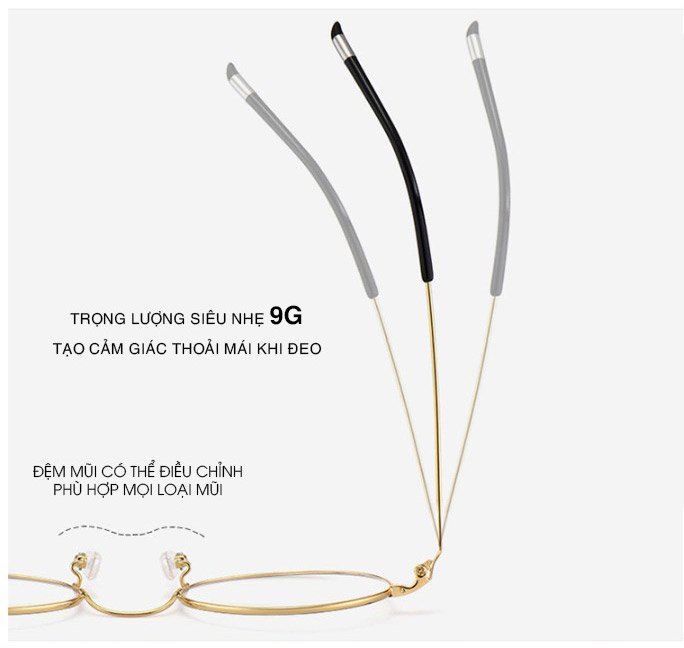 TRỌNG LƯỢNG SIÊU NHẸ 9G
TẠO CẢM GIÁC THOẢI MÁI KHI ĐEO
ĐỆM MŨI CÓ THỂ ĐIỀU CHỈNH
PHÙ HỢP MỌI LOẠI MŨI